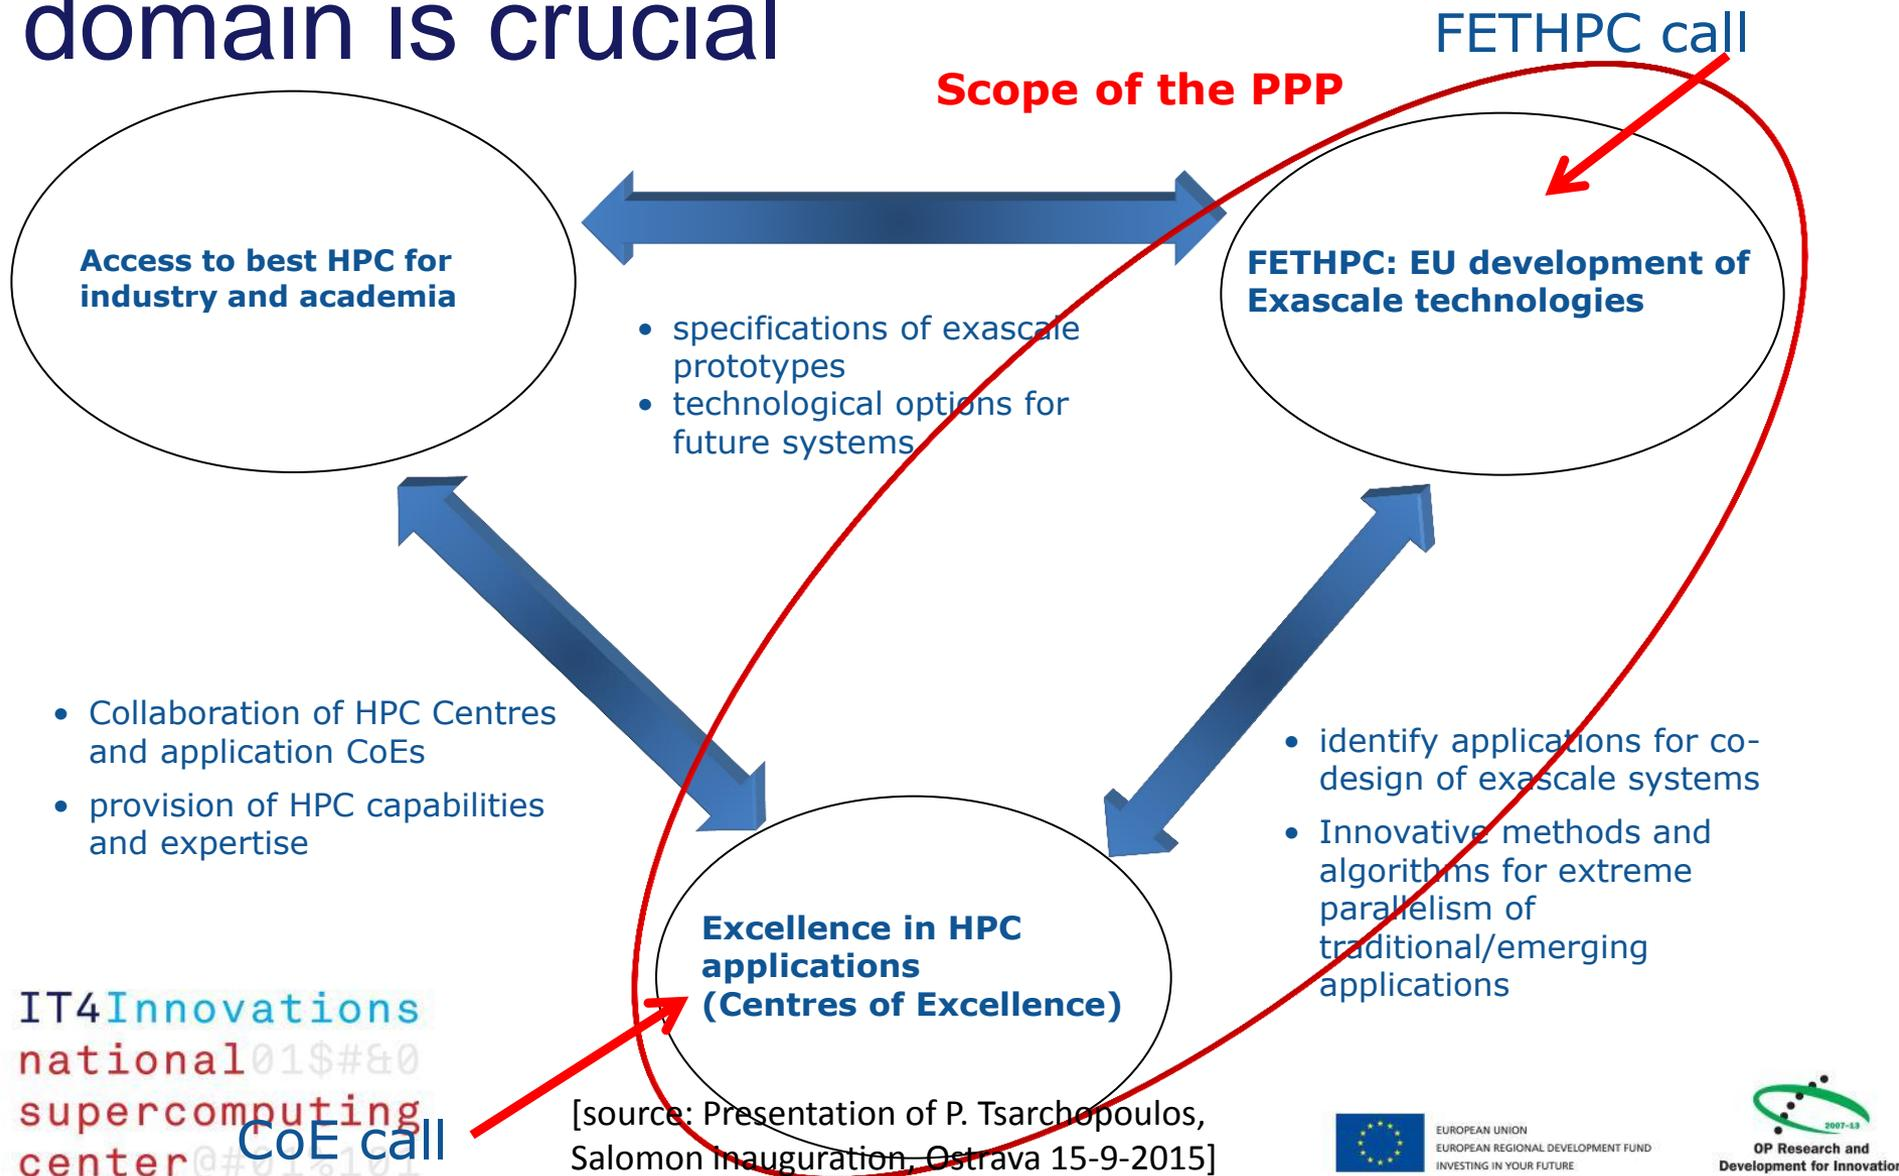 domain is crucial
FETHPC call
Scope of the PPP
Access to best HPC for
industry and academia
FETHPC: EU development of
Exascale technologies
• specifications of exascale
prototypes
• technological options for
future systems
• Collaboration of HPC Centres
and application CoEs
• provision of HPC capabilities
and expertise
• identify applications for co-
design of exascale systems
• Innovative methods and
algorithms for extreme
parallelism of
traditional/emerging
applications
Excellence in HPC
applications
(Centres of Excellence)
IT4Innovations
national01$#&0
supercomputing
center@#01%101
CoE call
[source: Presentation of P. Tsarchopoulos,
Salomon inauguration, Ostrava 15-9-2015]
EUROPEAN UNION
EUROPEAN REGIONAL DEVELOPMENT FUND
INVESTING IN YOUR FUTURE
2007-13
OP Research and
Development for Innovation